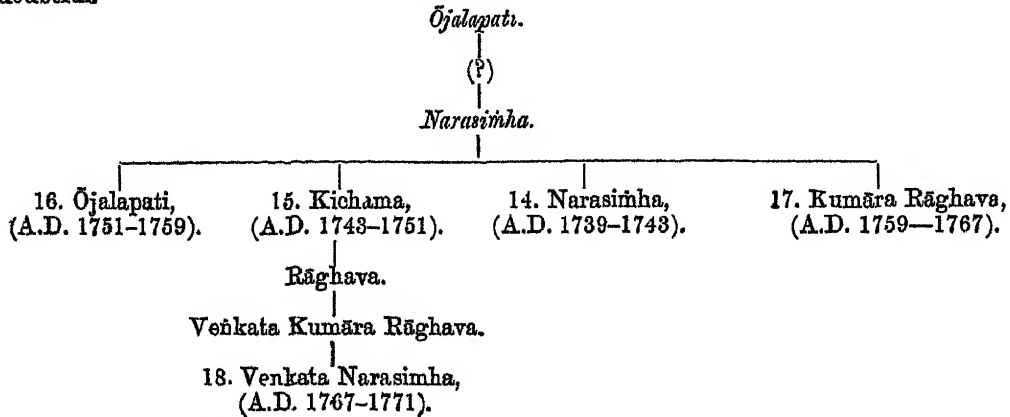 Ōjalapati.
(?)
Narasiṁha.
16. Ōjalapati, 15. Kichama, 14. Narasiṁha, 17. Kumāra Rāghava,
(A.D. 1751–1759). (A.D. 1743–1751). (A.D. 1739–1743). (A.D. 1759—1767).
Rāghava.
Veṅkata Kumāra Rāghava.
18. Venkata Narasimha,
(A.D. 1767–1771).